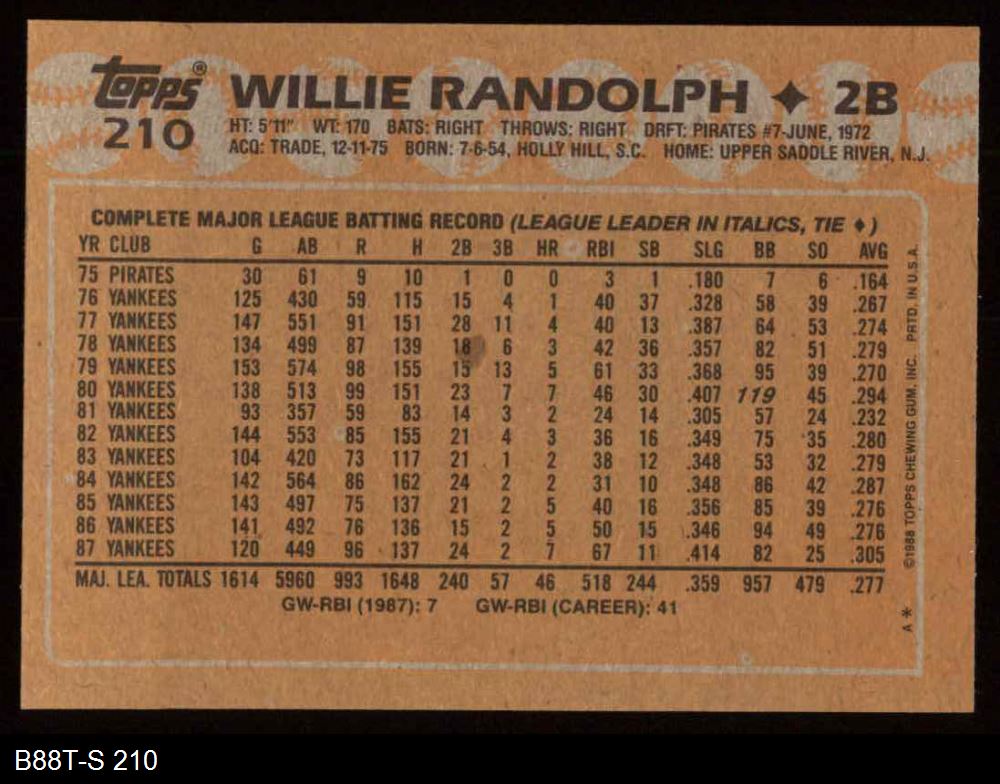 topps® WILLIE RANDOLPH ✦ 2B
210 HT: 5'11" WT: 170 BATS: RIGHT THROWS: RIGHT DRFT: PIRATES #7-JUNE, 1972
ACQ: TRADE, 12-11-75 BORN: 7-6-54, HOLLY HILL, S.C. HOME: UPPER SADDLE RIVER, N.J.
COMPLETE MAJOR LEAGUE BATTING RECORD (LEAGUE LEADER IN ITALICS, TIE ♦)
YR CLUB G AB R H 2B 3B HR RBI SB SLG BB SO AVG
75 PIRATES 30 61 9 10 1 0 0 3 1 .180 7 6 .164
76 YANKEES 125 430 59 115 15 4 1 40 37 .328 58 39 .267
77 YANKEES 147 551 91 151 28 11 4 40 13 .387 64 53 .274
78 YANKEES 134 499 87 139 18 6 3 42 36 .357 82 51 .279
79 YANKEES 153 574 98 155 15 13 5 61 33 .368 95 39 .270
80 YANKEES 138 513 99 151 23 7 7 46 30 .407 119 45 .294
81 YANKEES 93 357 59 83 14 3 2 24 14 .305 57 24 .232
82 YANKEES 144 553 85 155 21 4 3 36 16 .349 75 35 .280
83 YANKEES 104 420 73 117 21 1 2 38 12 .348 53 32 .279
84 YANKEES 142 564 86 162 24 2 2 31 10 .348 86 42 .287
85 YANKEES 143 497 75 137 21 2 5 40 16 .356 85 39 .276
86 YANKEES 141 492 76 136 15 2 5 50 15 .346 94 49 .276
87 YANKEES 120 449 96 137 24 2 7 67 11 .414 82 25 .305
MAJ. LEA. TOTALS 1614 5960 993 1648 240 57 46 518 244 .359 957 479 .277
GW-RBI (1987): 7 GW-RBI (CAREER): 41
A * ©1988 TOPPS CHEWING GUM, INC. PRTD. IN U.S.A.
B88T-S 210